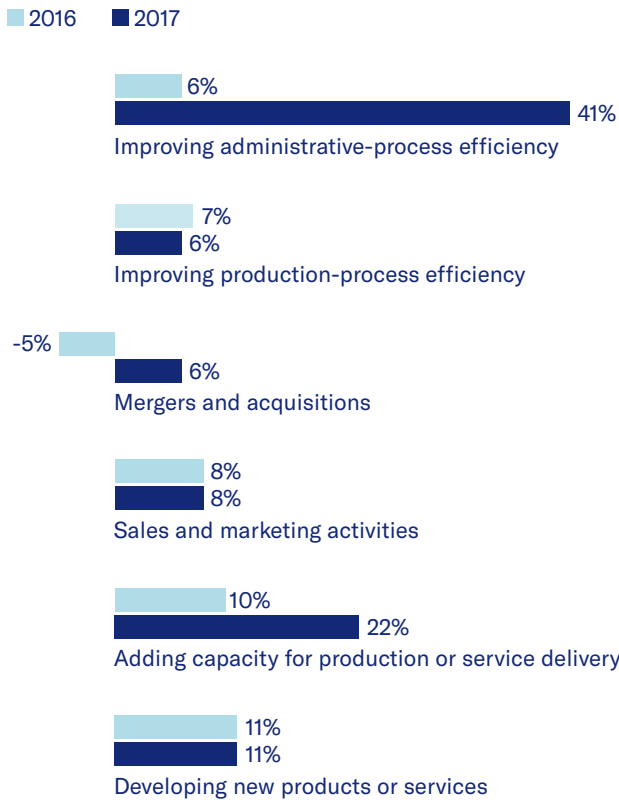 2016 2017
6%
41%
Improving administrative-process efficiency
7%
6%
Improving production-process efficiency
-5%
6%
Mergers and acquisitions
8%
8%
Sales and marketing activities
10%
22%
Adding capacity for production or service delivery
11%
11%
Developing new products or services